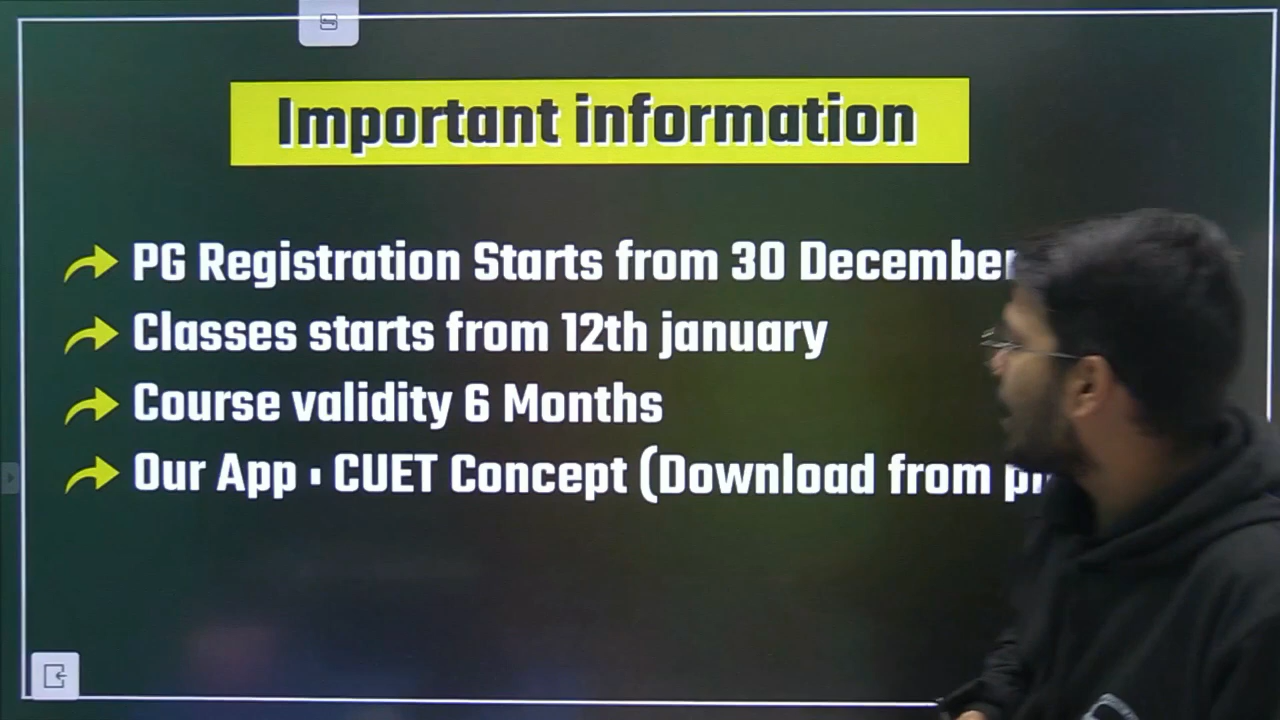 Important information
PG Registration Starts from 30 December
Classes starts from 12th january
Course validity 6 Months
Our App : CUET Concept (Download from